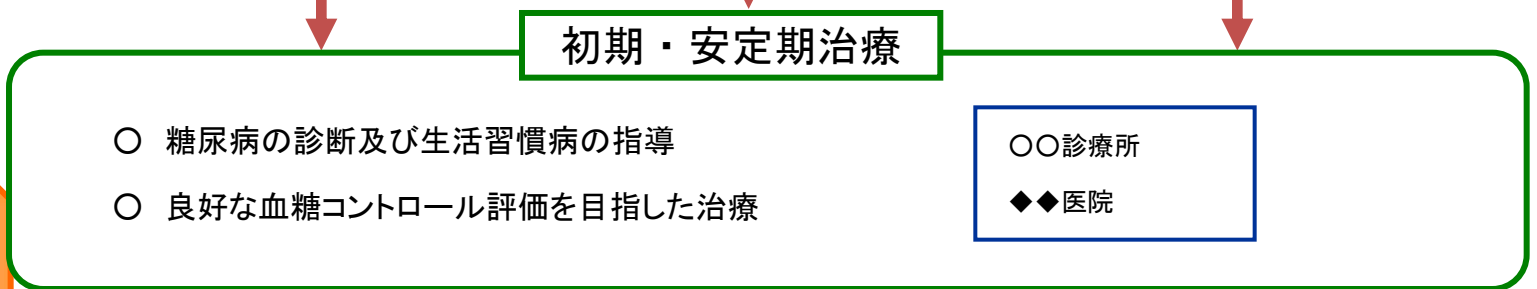 初期・安定期治療
○ 糖尿病の診断及び生活習慣病の指導
○ 良好な血糖コントロール評価を目指した治療
○○診療所
◆◆医院